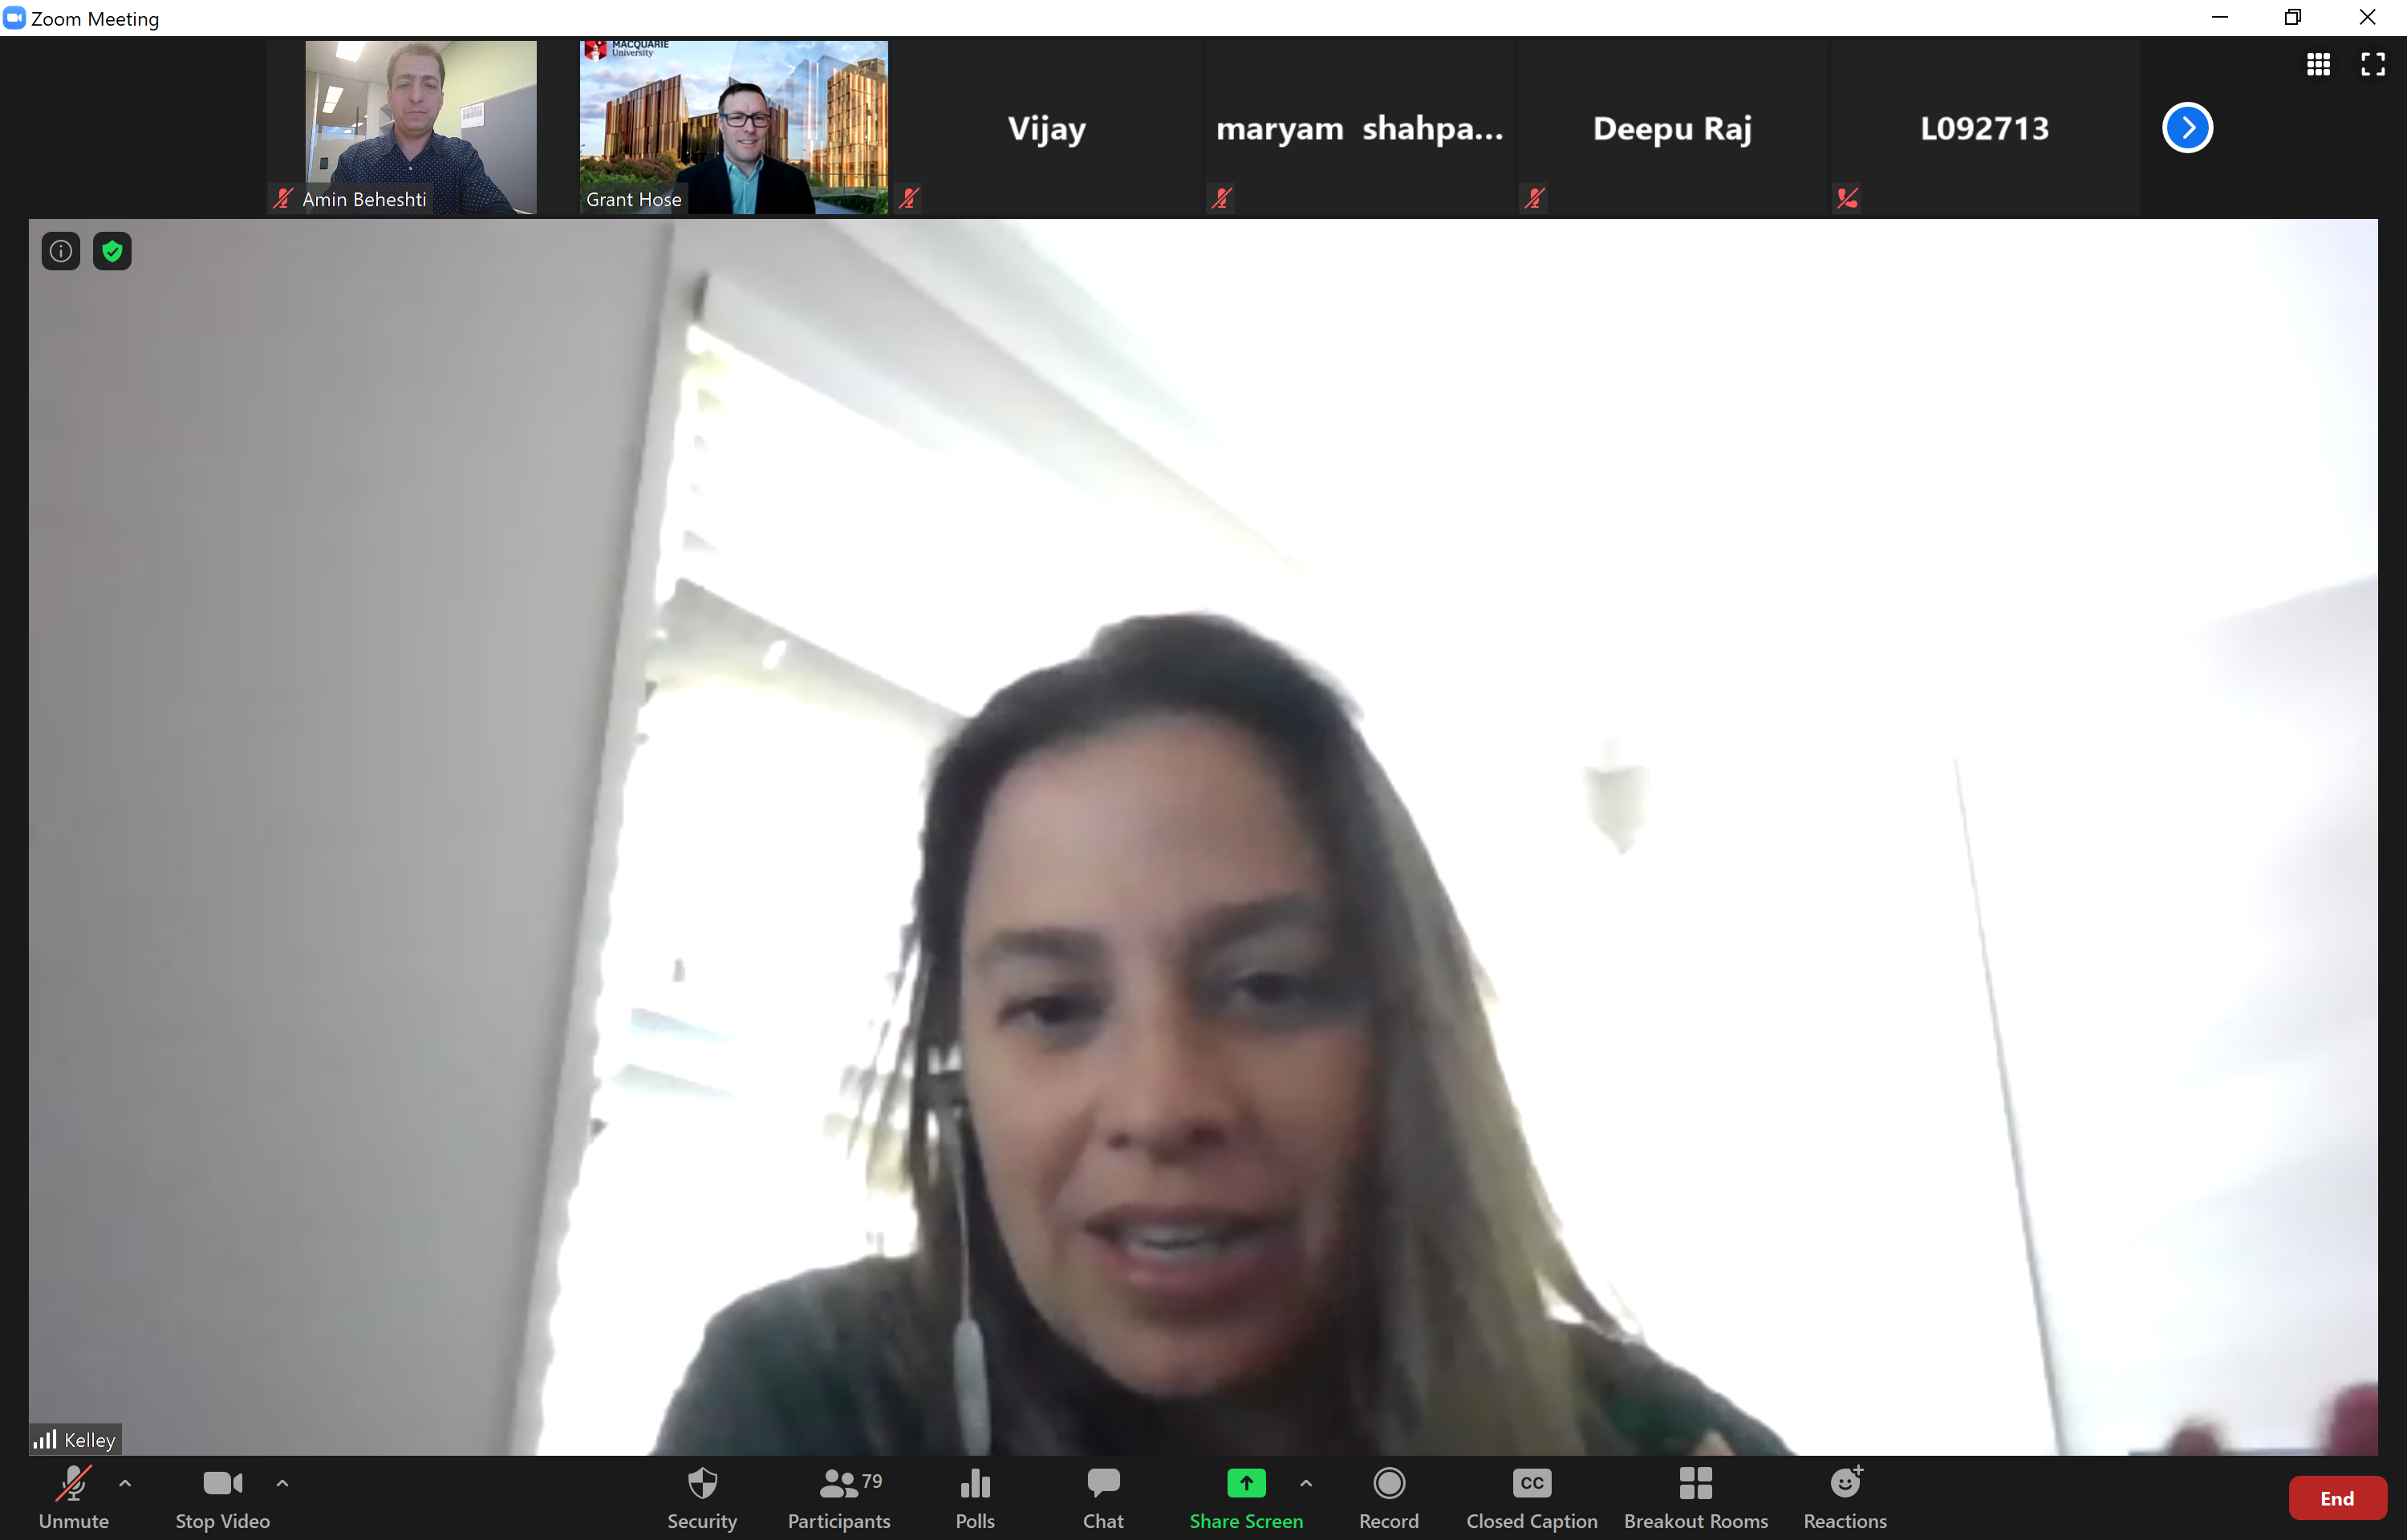 Zoom Meeting
MACQUARIE
University
Amin Beheshti
Grant Hose
Vijay
maryam shahpa...
Deepu Raj
L092713
Kelley
Unmute
Stop Video
Security
79
Participants
Polls
Chat
Share Screen
Record
CC
Closed Caption
Breakout Rooms
Reactions
End